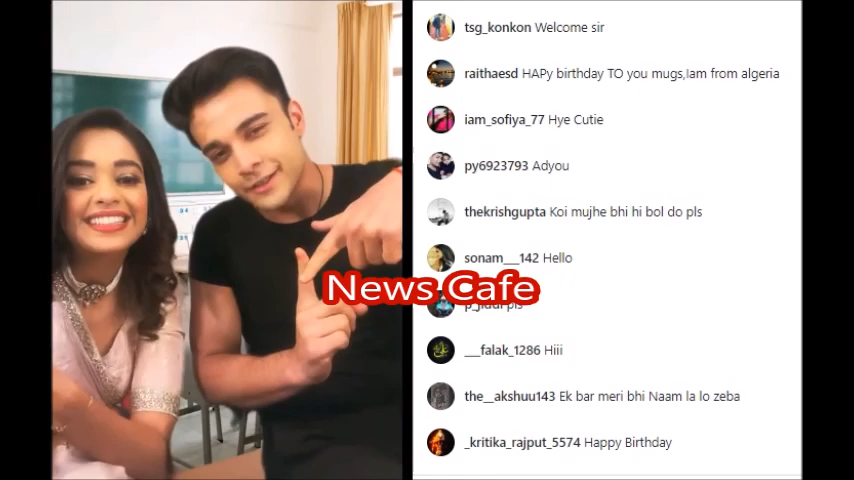 tsg_konkon Welcome sir
raithaesd HAPy birthday TO you mugs,Iam from algeria
iam_sofiya_77 Hye Cutie
py6923793 Adyou
thekrishgupta Koi mujhe bhi hi bol do pls
sonam___142 Hello
News Cafe
pls
___falak_1286 Hiii
the__akshuu143 Ek bar meri bhi Naam la lo zeba
_kritika_rajput_5574 Happy Birthday